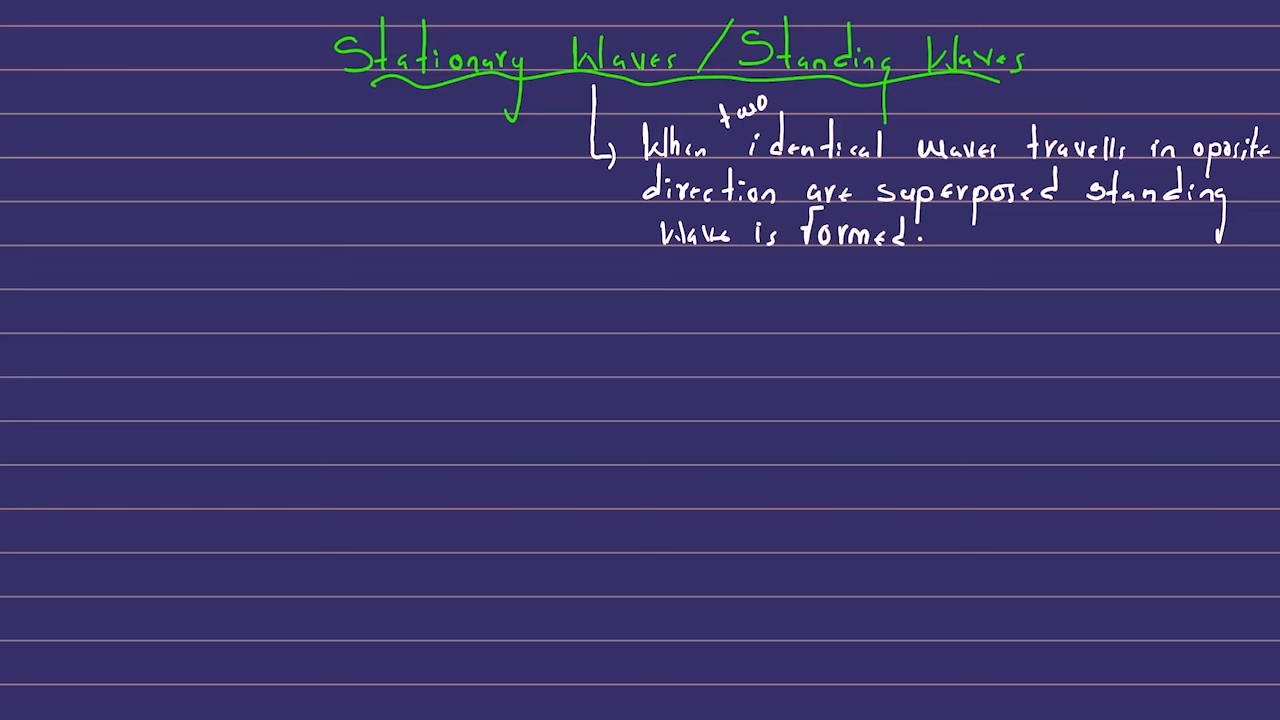 Stationary Waves / Standing Waves
When two identical waves travells in oposite
direction are superposed standing
Wave is formed.